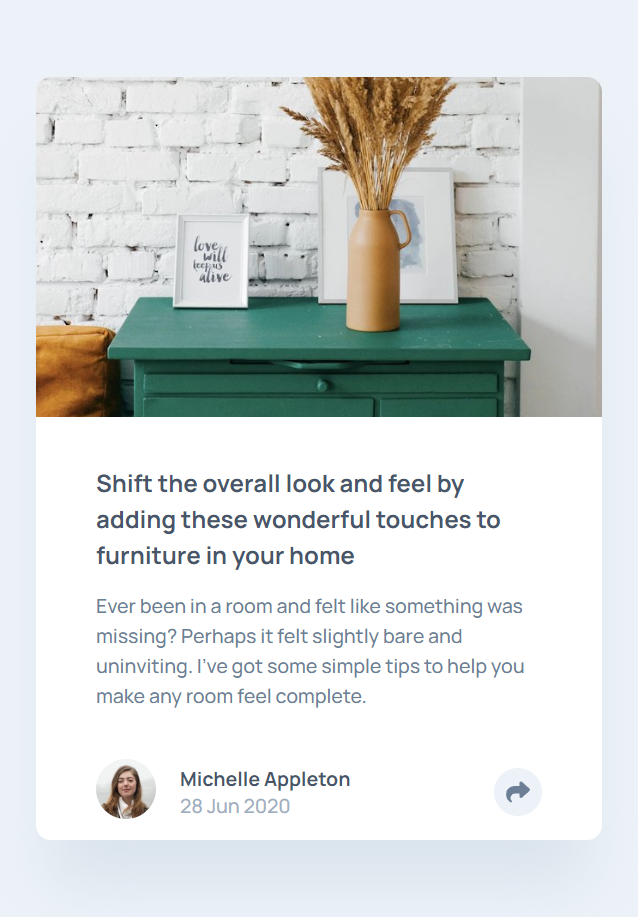 love
will
keep us
alive
Shift the overall look and feel by
adding these wonderful touches to
furniture in your home
Ever been in a room and felt like something was
missing? Perhaps it felt slightly bare and
uninviting. I've got some simple tips to help you
make any room feel complete.
Michelle Appleton
28 Jun 2020